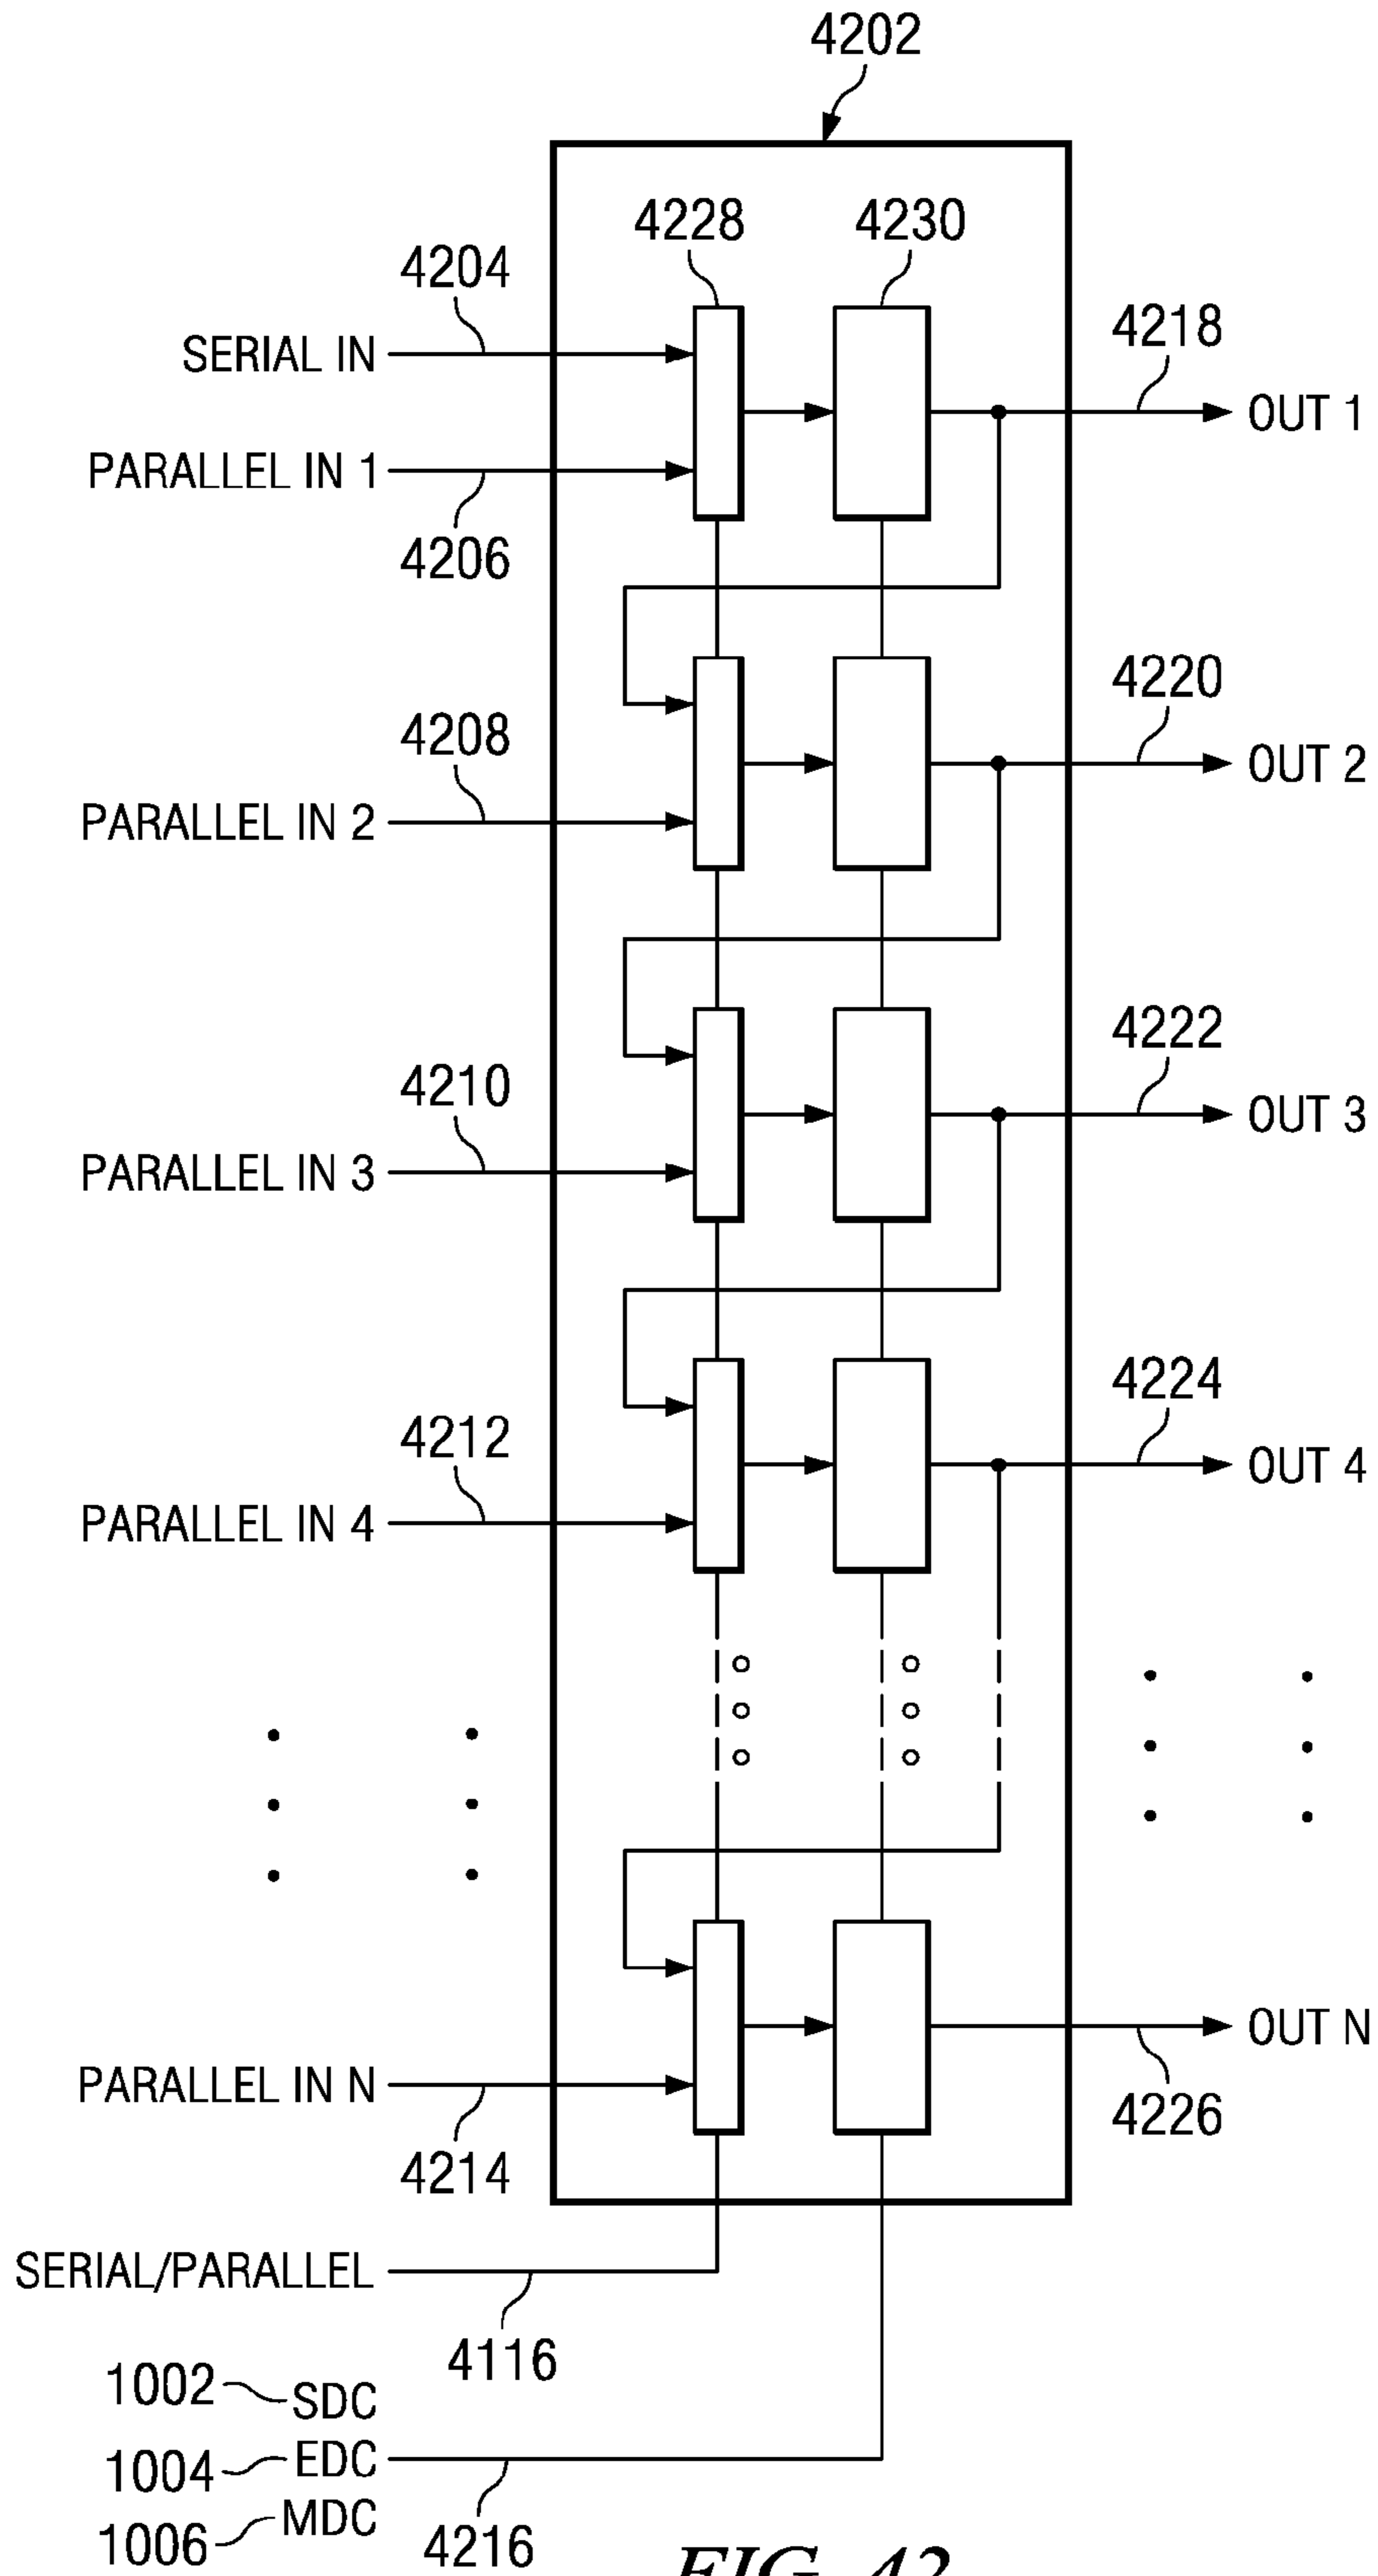 4202
4228 4230
4204
SERIAL IN
4218
OUT 1
PARALLEL IN 1
4206
4220
4208
OUT 2
PARALLEL IN 2
4222
4210
OUT 3
PARALLEL IN 3
4224
4212
OUT 4
PARALLEL IN 4
OUT N
PARALLEL IN N
4226
4214
SERIAL/PARALLEL
4116
1002 SDC
1004 EDC
1006 MDC
4216
FIG. 42